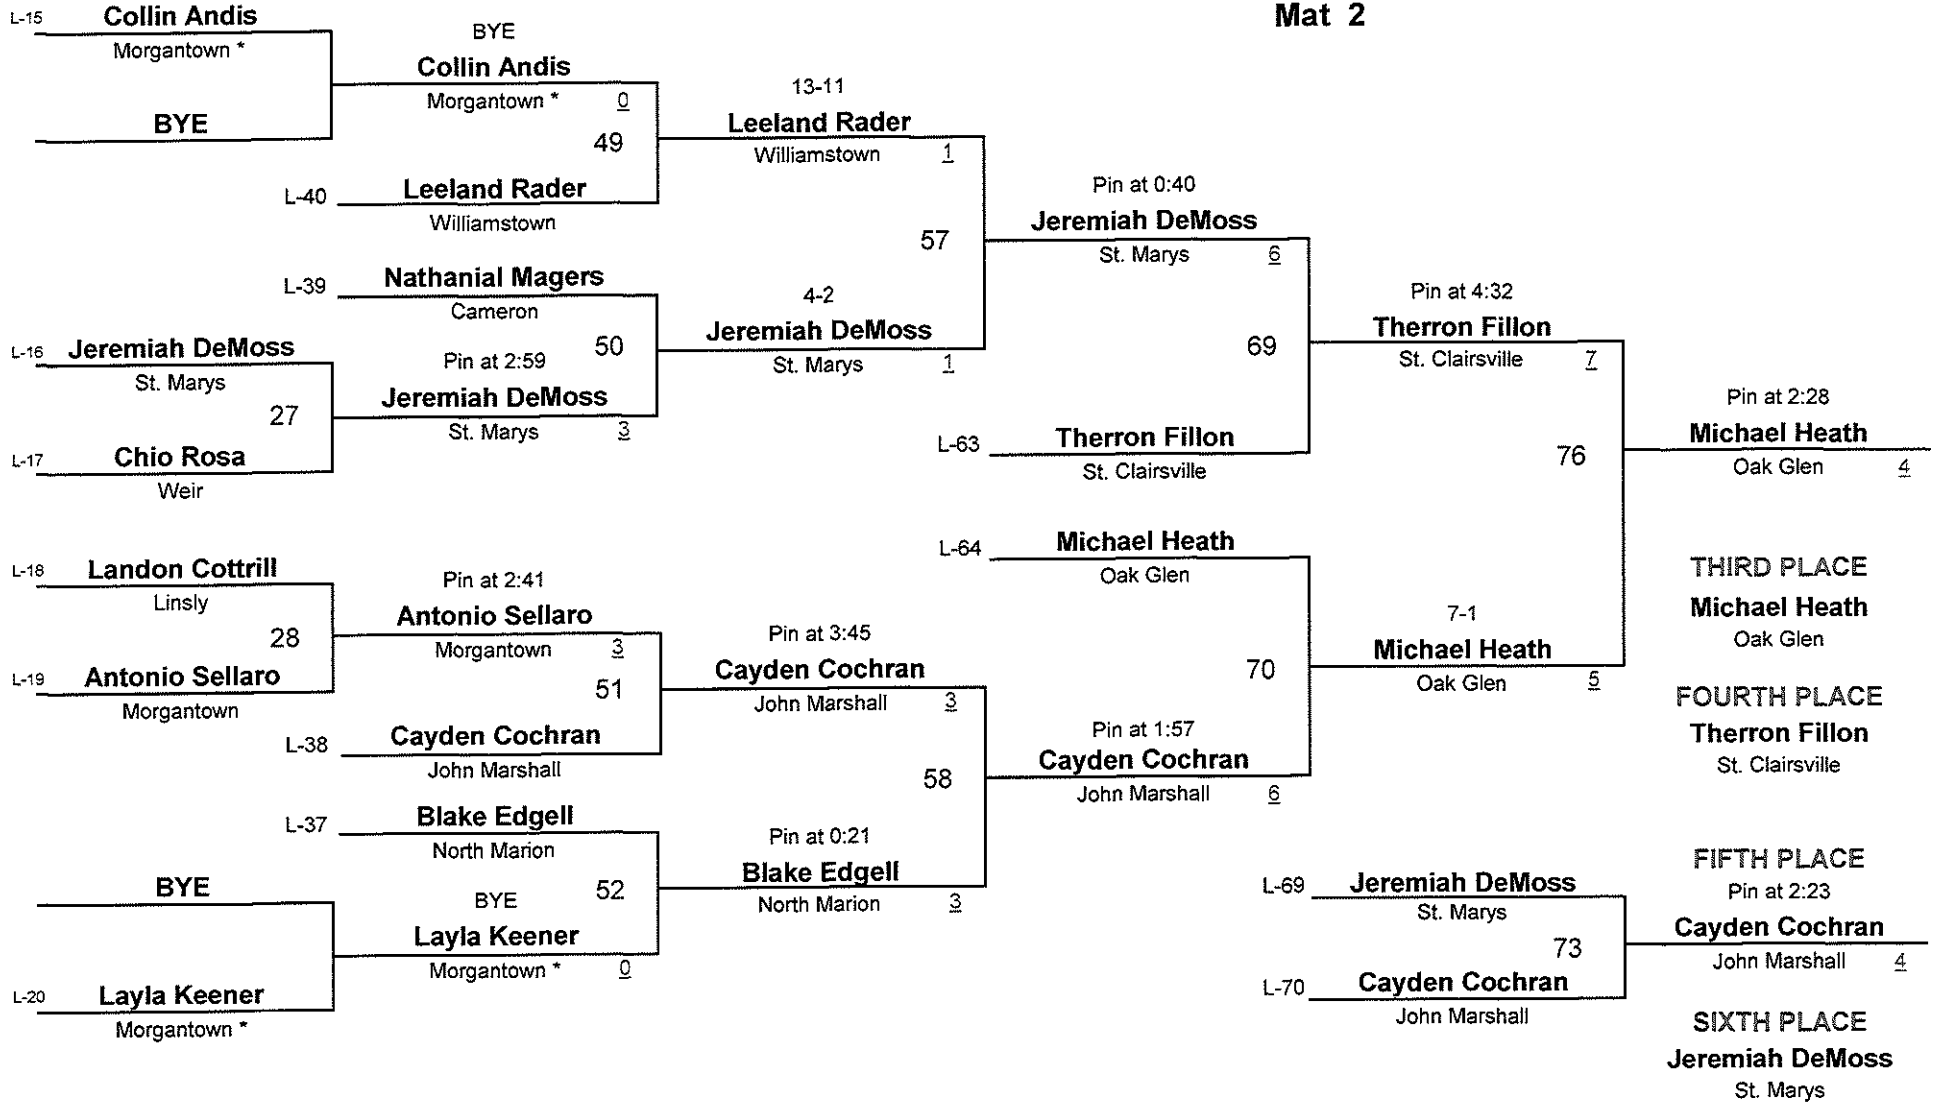 Mat 2
L-15
Collin Andis
Morgantown *
BYE
L-16
Jeremiah DeMoss
St. Marys
27
L-17
Chio Rosa
Weir
L-18
Landon Cottrill
Linsly
28
L-19
Antonio Sellaro
Morgantown
BYE
L-20
Layla Keener
Morgantown *
BYE
Collin Andis
Morgantown *
0
49
L-40
Leeland Rader
Williamstown
L-39
Nathanial Magers
Cameron
50
Pin at 2:59
Jeremiah DeMoss
St. Marys
3
Pin at 2:41
Antonio Sellaro
Morgantown
3
51
L-38
Cayden Cochran
John Marshall
L-37
Blake Edgell
North Marion
52
BYE
Layla Keener
Morgantown *
0
13-11
Leeland Rader
Williamstown
1
57
4-2
Jeremiah DeMoss
St. Marys
1
Pin at 3:45
Cayden Cochran
John Marshall
3
58
Pin at 0:21
Blake Edgell
North Marion
3
Pin at 0:40
Jeremiah DeMoss
St. Marys
6
69
L-63
Therron Fillon
St. Clairsville
L-64
Michael Heath
Oak Glen
70
Pin at 1:57
Cayden Cochran
John Marshall
6
Pin at 4:32
Therron Fillon
St. Clairsville
7
76
7-1
Michael Heath
Oak Glen
5
Pin at 2:28
Michael Heath
Oak Glen
4
THIRD PLACE
Michael Heath
Oak Glen
FOURTH PLACE
Therron Fillon
St. Clairsville
L-69
Jeremiah DeMoss
St. Marys
73
L-70
Cayden Cochran
John Marshall
FIFTH PLACE
Pin at 2:23
Cayden Cochran
John Marshall
4
SIXTH PLACE
Jeremiah DeMoss
St. Marys